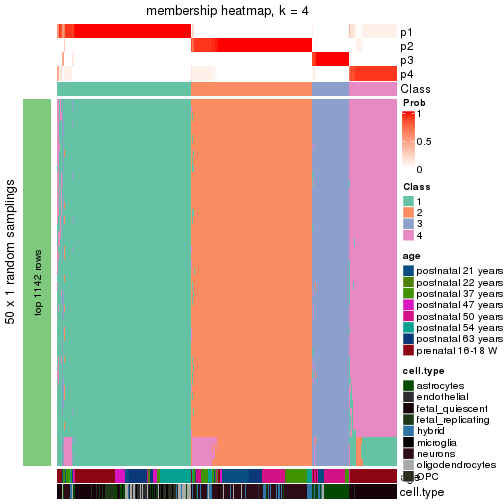 membership heatmap, k = 4
p1
p2
p3
p4
Class
50 x 1 random samplings
top 1142 rows
Prob
1
0.5
0
Class
1
2
3
4
age
postnatal 21 years
postnatal 22 years
postnatal 37 years
postnatal 47 years
postnatal 50 years
postnatal 54 years
postnatal 63 years
prenatal 16-18 W
cell.type
astrocytes
endothelial
fetal_quiescent
fetal_replicating
hybrid
microglia
neurons
oligodendrocytes
OPC
age
cell.type